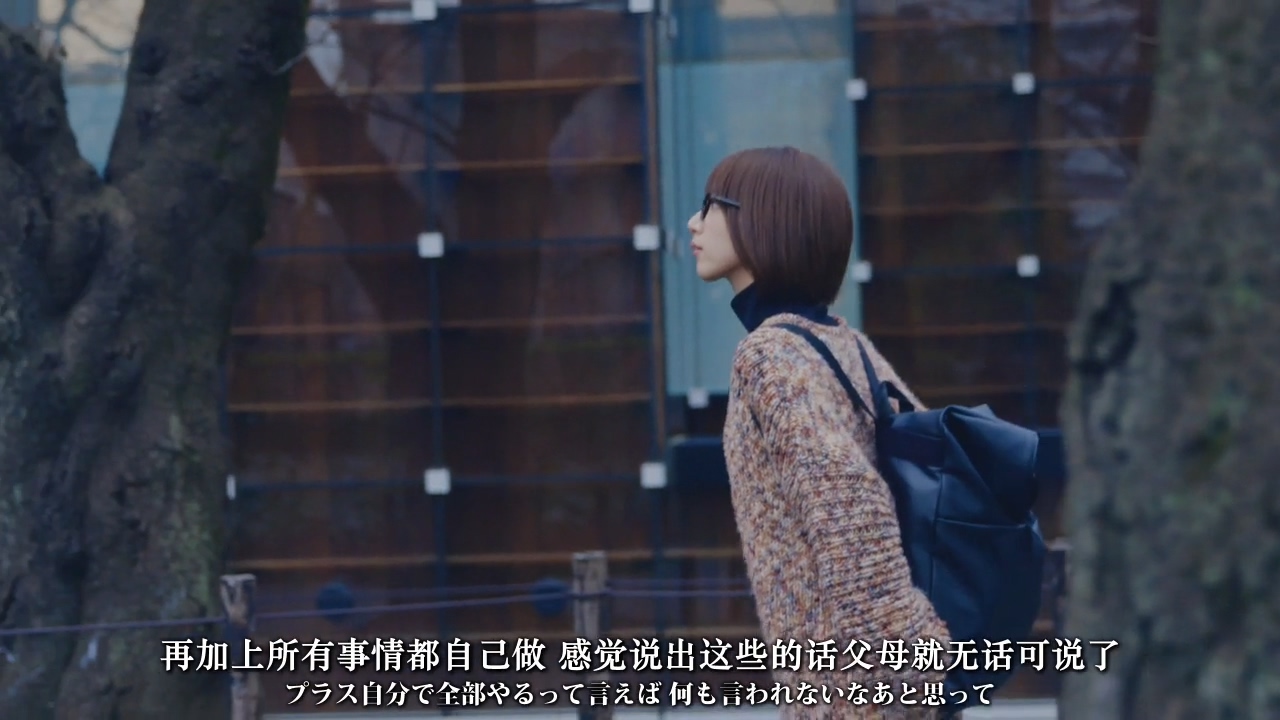 再加上所有事情都自己做 感觉说出这些的话父母就无话可说了
プラス自分で全部やるって言えば 何も言われないなあと思って